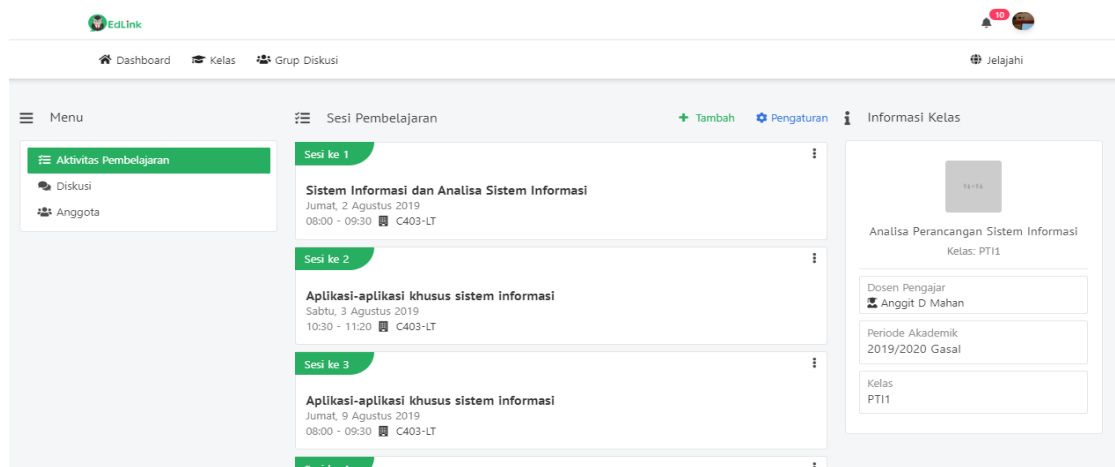 EdLink
10
Dashboard
Kelas
Grup Diskusi
Jelajahi
Menu
Aktivitas Pembelajaran
Diskusi
Anggota
Sesi Pembelajaran
Tambah
Pengaturan
Sesi ke 1
Sistem Informasi dan Analisa Sistem Informasi
Jumat, 2 Agustus 2019
08:00 - 09:30 C403-LT
Sesi ke 2
Aplikasi-aplikasi khusus sistem informasi
Sabtu, 3 Agustus 2019
10:30 - 11:20 C403-LT
Sesi ke 3
Aplikasi-aplikasi khusus sistem informasi
Jumat, 9 Agustus 2019
08:00 - 09:30 C403-LT
Informasi Kelas
Analisa Perancangan Sistem Informasi
Kelas: PTI1
Dosen Pengajar
Anggit D Mahan
Periode Akademik
2019/2020 Gasal
Kelas
PTI1